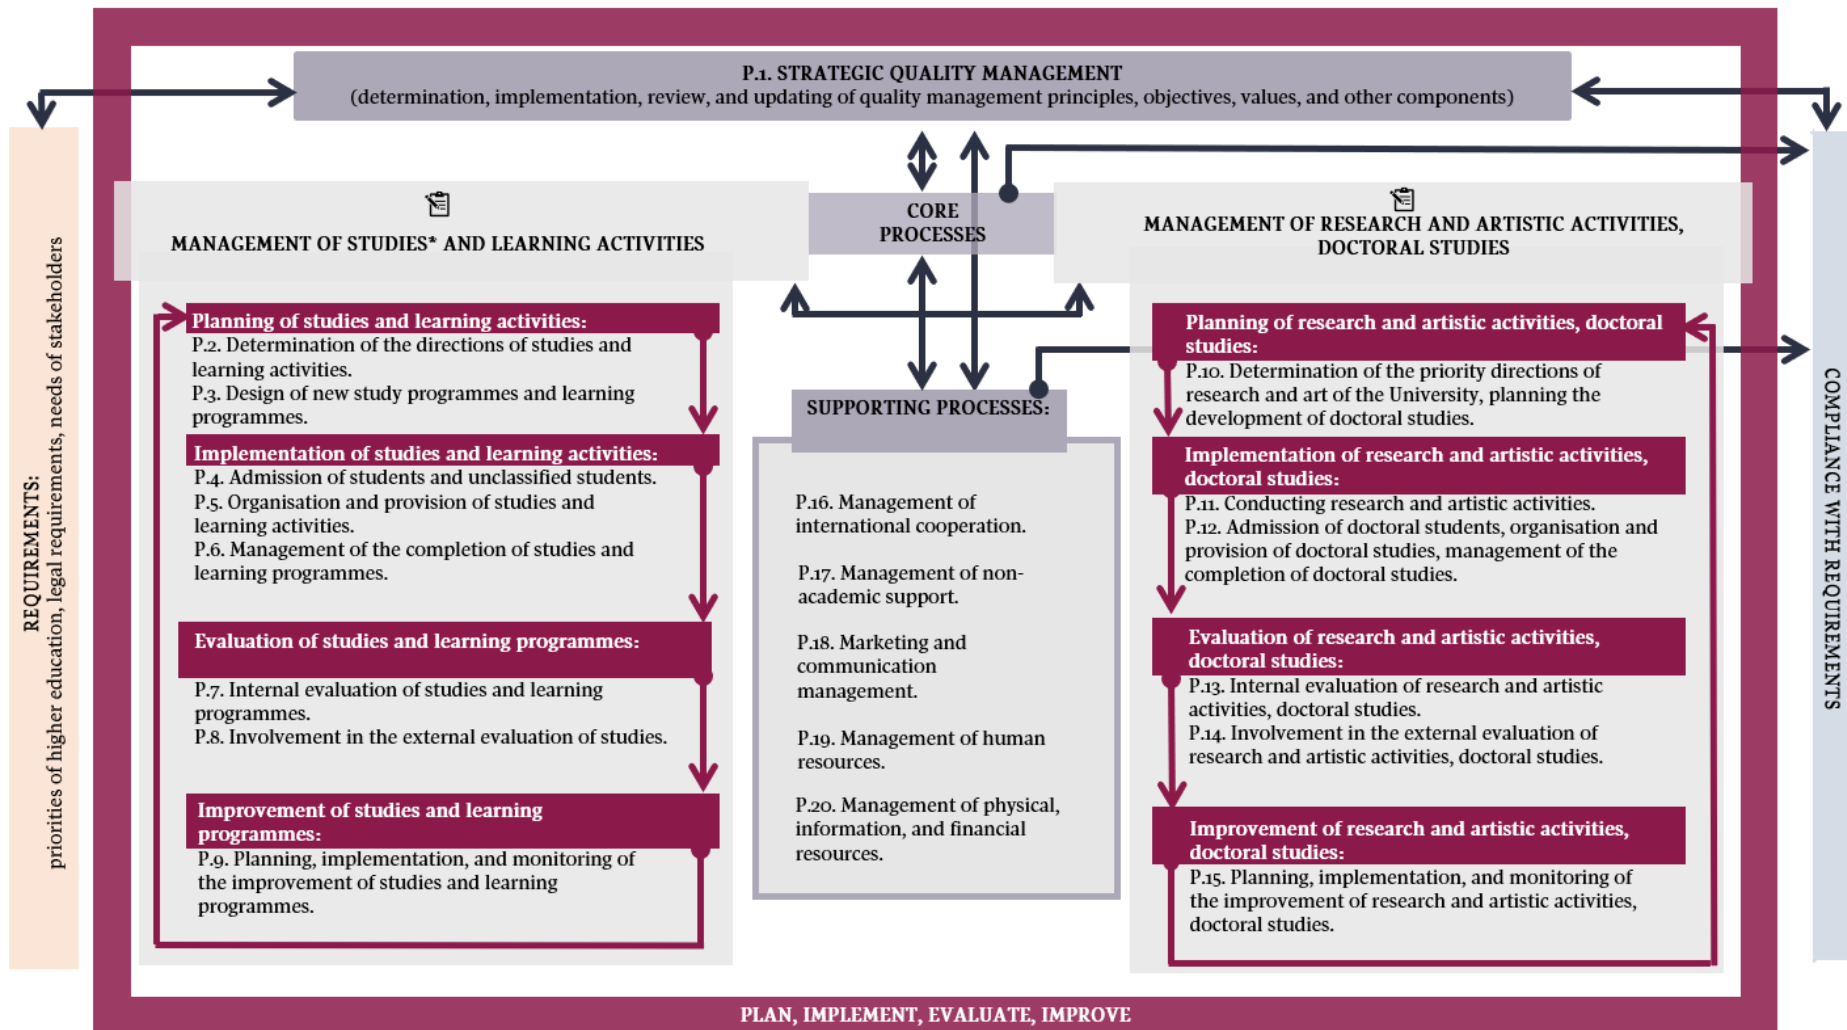 P.1. STRATEGIC QUALITY MANAGEMENT
(determination, implementation, review, and updating of quality management principles, objectives, values, and other components)
REQUIREMENTS:
priorities of higher education, legal requirements, needs of stakeholders
MANAGEMENT OF STUDIES* AND LEARNING ACTIVITIES
Planning of studies and learning activities:
P.2. Determination of the directions of studies and
learning activities.
P.3. Design of new study programmes and learning
programmes.
Implementation of studies and learning activities:
P.4. Admission of students and unclassified students.
P.5. Organisation and provision of studies and
learning activities.
P.6. Management of the completion of studies and
learning programmes.
Evaluation of studies and learning programmes:
P.7. Internal evaluation of studies and learning
programmes.
P.8. Involvement in the external evaluation of studies.
Improvement of studies and learning
programmes:
P.9. Planning, implementation, and monitoring of
the improvement of studies and learning
programmes.
CORE
PROCESSES
SUPPORTING PROCESSES:
P.16. Management of
international cooperation.
P.17. Management of non-
academic support.
P.18. Marketing and
communication
management.
P.19. Management of human
resources.
P.20. Management of physical,
information, and financial
resources.
MANAGEMENT OF RESEARCH AND ARTISTIC ACTIVITIES,
DOCTORAL STUDIES
Planning of research and artistic activities, doctoral
studies:
P.10. Determination of the priority directions of
research and art of the University, planning the
development of doctoral studies.
Implementation of research and artistic activities,
doctoral studies:
P.11. Conducting research and artistic activities.
P.12. Admission of doctoral students, organisation and
provision of doctoral studies, management of the
completion of doctoral studies.
Evaluation of research and artistic activities,
doctoral studies:
P.13. Internal evaluation of research and artistic
activities, doctoral studies.
P.14. Involvement in the external evaluation of
research and artistic activities, doctoral studies.
Improvement of research and artistic activities,
doctoral studies:
P.15. Planning, implementation, and monitoring of
the improvement of research and artistic activities,
doctoral studies.
COMPLIANCE WITH REQUIREMENTS
PLAN, IMPLEMENT, EVALUATE, IMPROVE